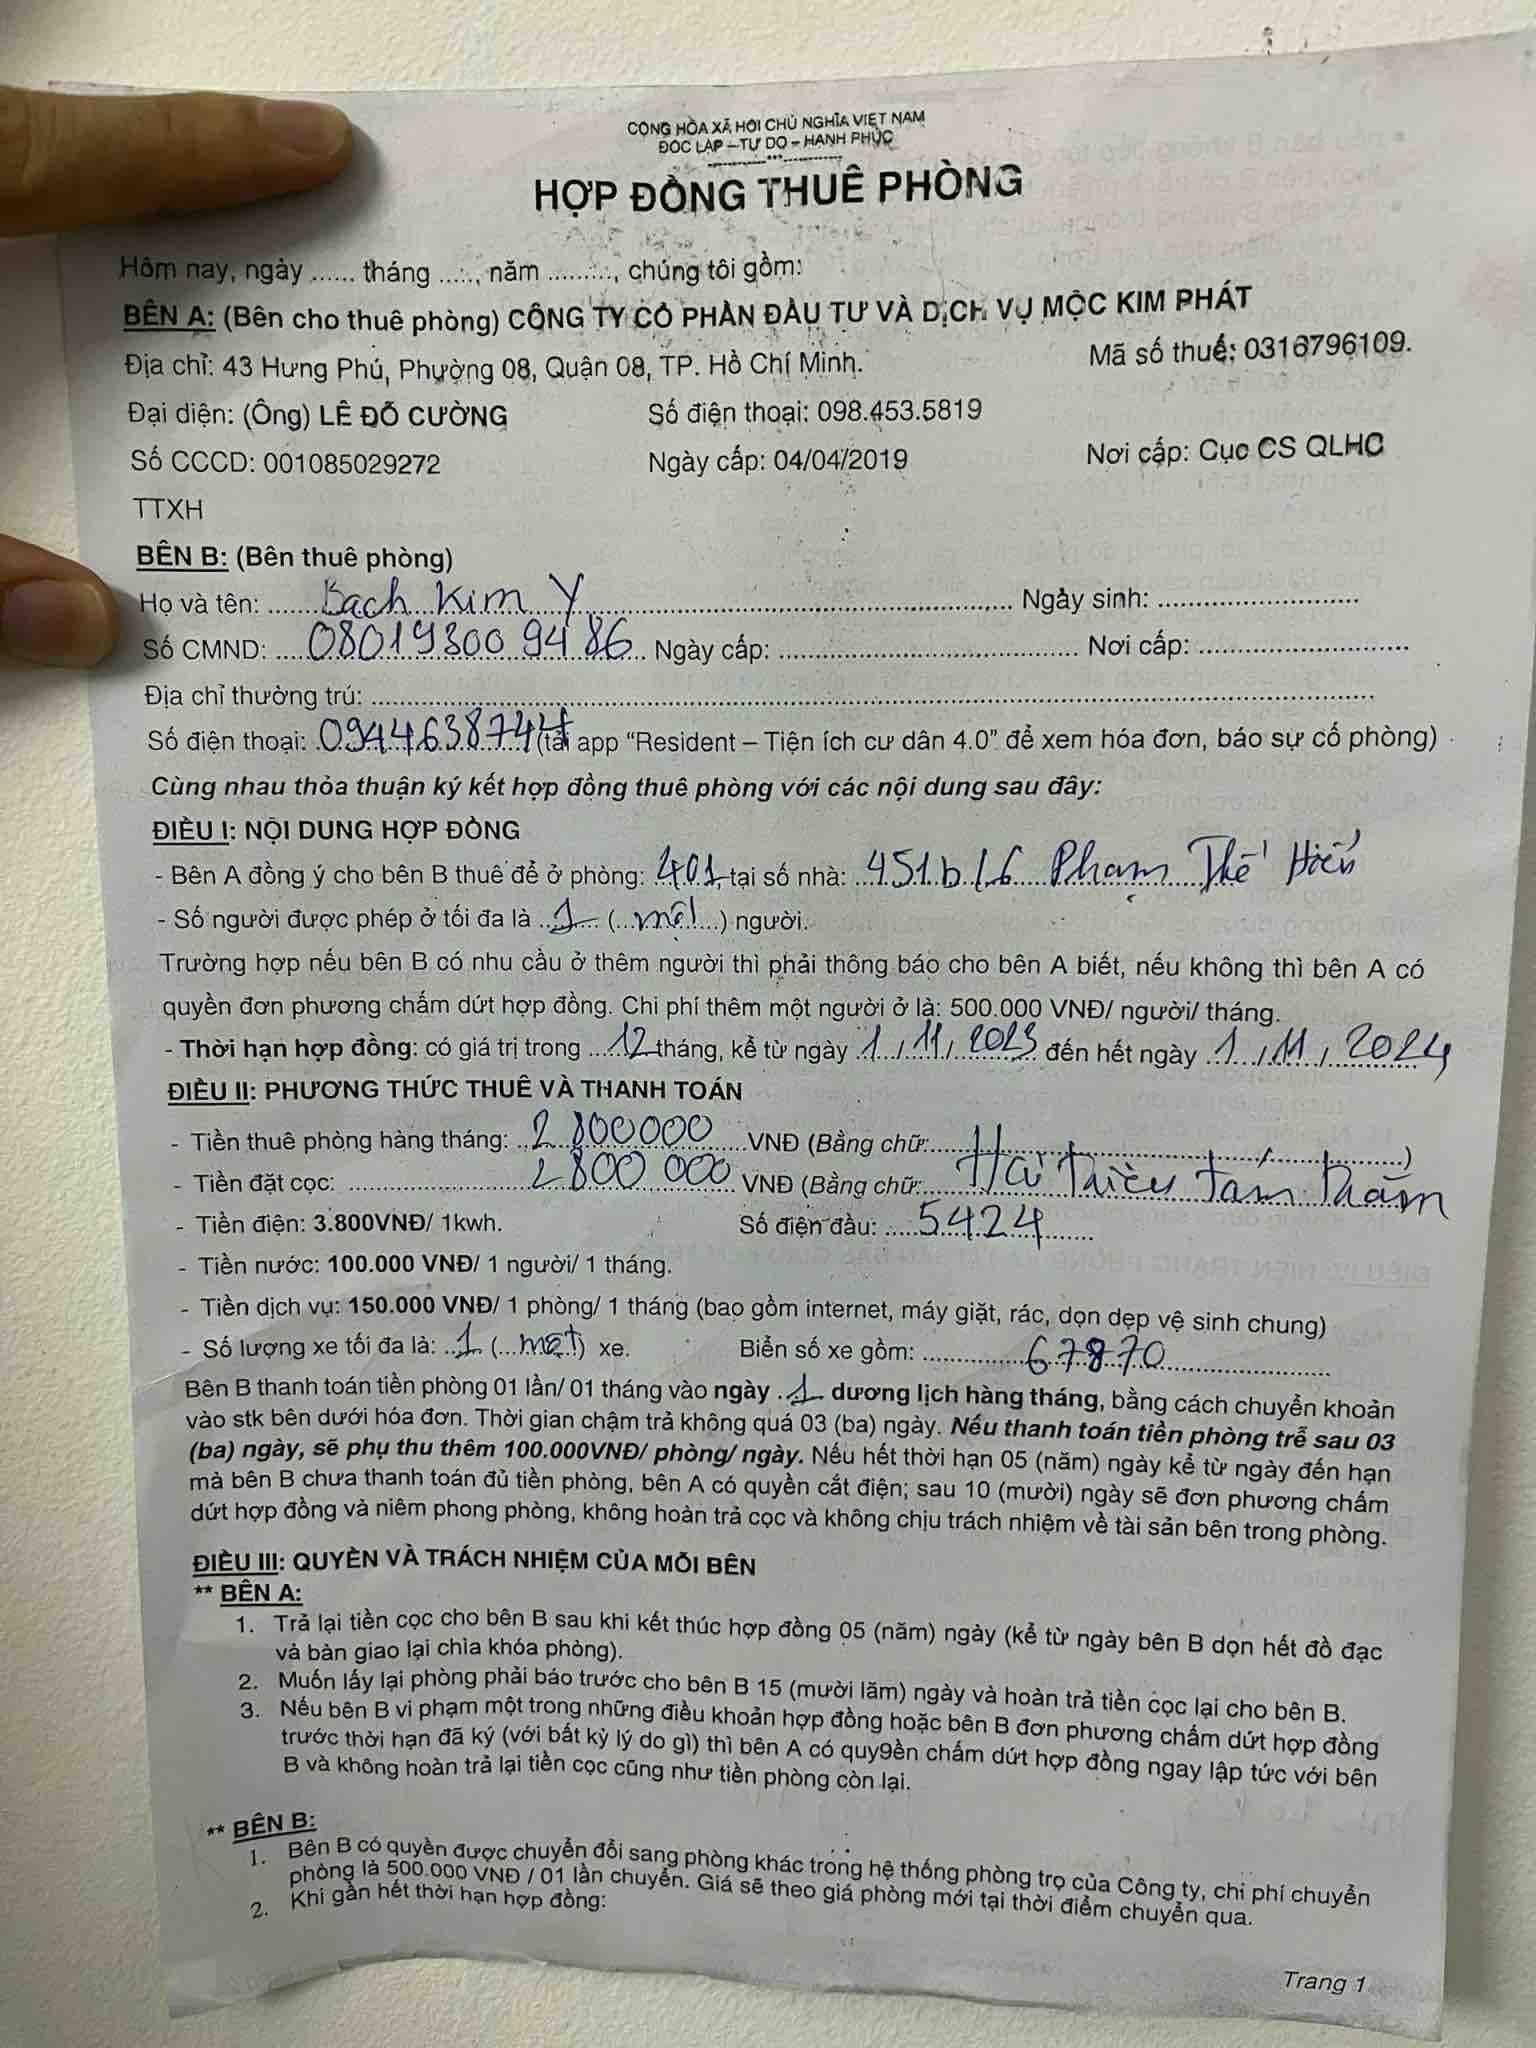 CỘNG HÒA XÃ HỘI CHỦ NGHĨA VIỆT NAM
ĐỘC LẬP – TỰ DO – HẠNH PHÚC
HỢP ĐỒNG THUÊ PHÒNG
Hôm nay, ngày ...... tháng ....., năm ........., chúng tôi gồm:
BÊN A: (Bên cho thuê phòng) CÔNG TY CỔ PHẦN ĐẦU TƯ VÀ DỊCH VỤ MỘC KIM PHÁT
Địa chỉ: 43 Hưng Phú, Phường 08, Quận 08, TP. Hồ Chí Minh. Mã số thuế: 0316796109.
Đại diện: (Ông) LÊ ĐỖ CƯỜNG Số điện thoại: 098.453.5819
Số CCCD: 001085029272 Ngày cấp: 04/04/2019 Nơi cấp: Cục CS QLHC
TTXH
BÊN B: (Bên thuê phòng)
Họ và tên: Bạch Kim Y Ngày sinh:
Số CMND: 080193009486 Ngày cấp: Nơi cấp:
Địa chỉ thường trú:
Số điện thoại: 0944638744 (tải app “Resident – Tiện ích cư dân 4.0” để xem hóa đơn, báo sự cố phòng)
Cùng nhau thỏa thuận ký kết hợp đồng thuê phòng với các nội dung sau đây:
ĐIỀU I: NỘI DUNG HỢP ĐỒNG
- Bên A đồng ý cho bên B thuê để ở phòng: 401, tại số nhà: 451b/6 Phạm Thế Hiển
- Số người được phép ở tối đa là 1 (một) người.
Trường hợp nếu bên B có nhu cầu ở thêm người thì phải thông báo cho bên A biết, nếu không thì bên A có
quyền đơn phương chấm dứt hợp đồng. Chi phí thêm một người ở là: 500.000 VNĐ/ người/ tháng.
- Thời hạn hợp đồng: có giá trị trong 12 tháng, kể từ ngày 1/11/2023 đến hết ngày 1/11/2024
ĐIỀU II: PHƯƠNG THỨC THUÊ VÀ THANH TOÁN
- Tiền thuê phòng hàng tháng: 2800000 VNĐ (Bằng chữ: )
- Tiền đặt cọc: 2800 000 VNĐ (Bằng chữ: Hai triệu tám trăm
- Tiền điện: 3.800VNĐ/ 1kwh. Số điện đầu: 5424
- Tiền nước: 100.000 VNĐ/ 1 người/ 1 tháng.
- Tiền dịch vụ: 150.000 VNĐ/ 1 phòng/ 1 tháng (bao gồm internet, máy giặt, rác, dọn dẹp vệ sinh chung)
- Số lượng xe tối đa là: 1 (một) xe. Biển số xe gồm: 67870
Bên B thanh toán tiền phòng 01 lần/ 01 tháng vào ngày 1 dương lịch hàng tháng, bằng cách chuyển khoản
vào stk bên dưới hóa đơn. Thời gian chậm trả không quá 03 (ba) ngày. Nếu thanh toán tiền phòng trễ sau 03
(ba) ngày, sẽ phụ thu thêm 100.000VNĐ/ phòng/ ngày. Nếu hết thời hạn 05 (năm) ngày kể từ ngày đến hạn
mà bên B chưa thanh toán đủ tiền phòng, bên A có quyền cắt điện; sau 10 (mười) ngày sẽ đơn phương chấm
dứt hợp đồng và niêm phong phòng, không hoàn trả cọc và không chịu trách nhiệm về tài sản bên trong phòng.
ĐIỀU III: QUYỀN VÀ TRÁCH NHIỆM CỦA MỖI BÊN
** BÊN A:
1. Trả lại tiền cọc cho bên B sau khi kết thúc hợp đồng 05 (năm) ngày (kể từ ngày bên B dọn hết đồ đạc
và bàn giao lại chìa khóa phòng).
2. Muốn lấy lại phòng phải báo trước cho bên B 15 (mười lăm) ngày và hoàn trả tiền cọc lại cho bên B.
3. Nếu bên B vi phạm một trong những điều khoản hợp đồng hoặc bên B đơn phương chấm dứt hợp đồng
trước thời hạn đã ký (với bất kỳ lý do gì) thì bên A có quy9ền chấm dứt hợp đồng ngay lập tức với bên
B và không hoàn trả lại tiền cọc cũng như tiền phòng còn lại.
** BÊN B:
1. Bên B có quyền được chuyển đổi sang phòng khác trong hệ thống phòng trọ của Công ty, chi phí chuyển
phòng là 500.000 VNĐ / 01 lần chuyển. Giá sẽ theo giá phòng mới tại thời điểm chuyển qua.
2. Khi gần hết thời hạn hợp đồng:
Trang 1